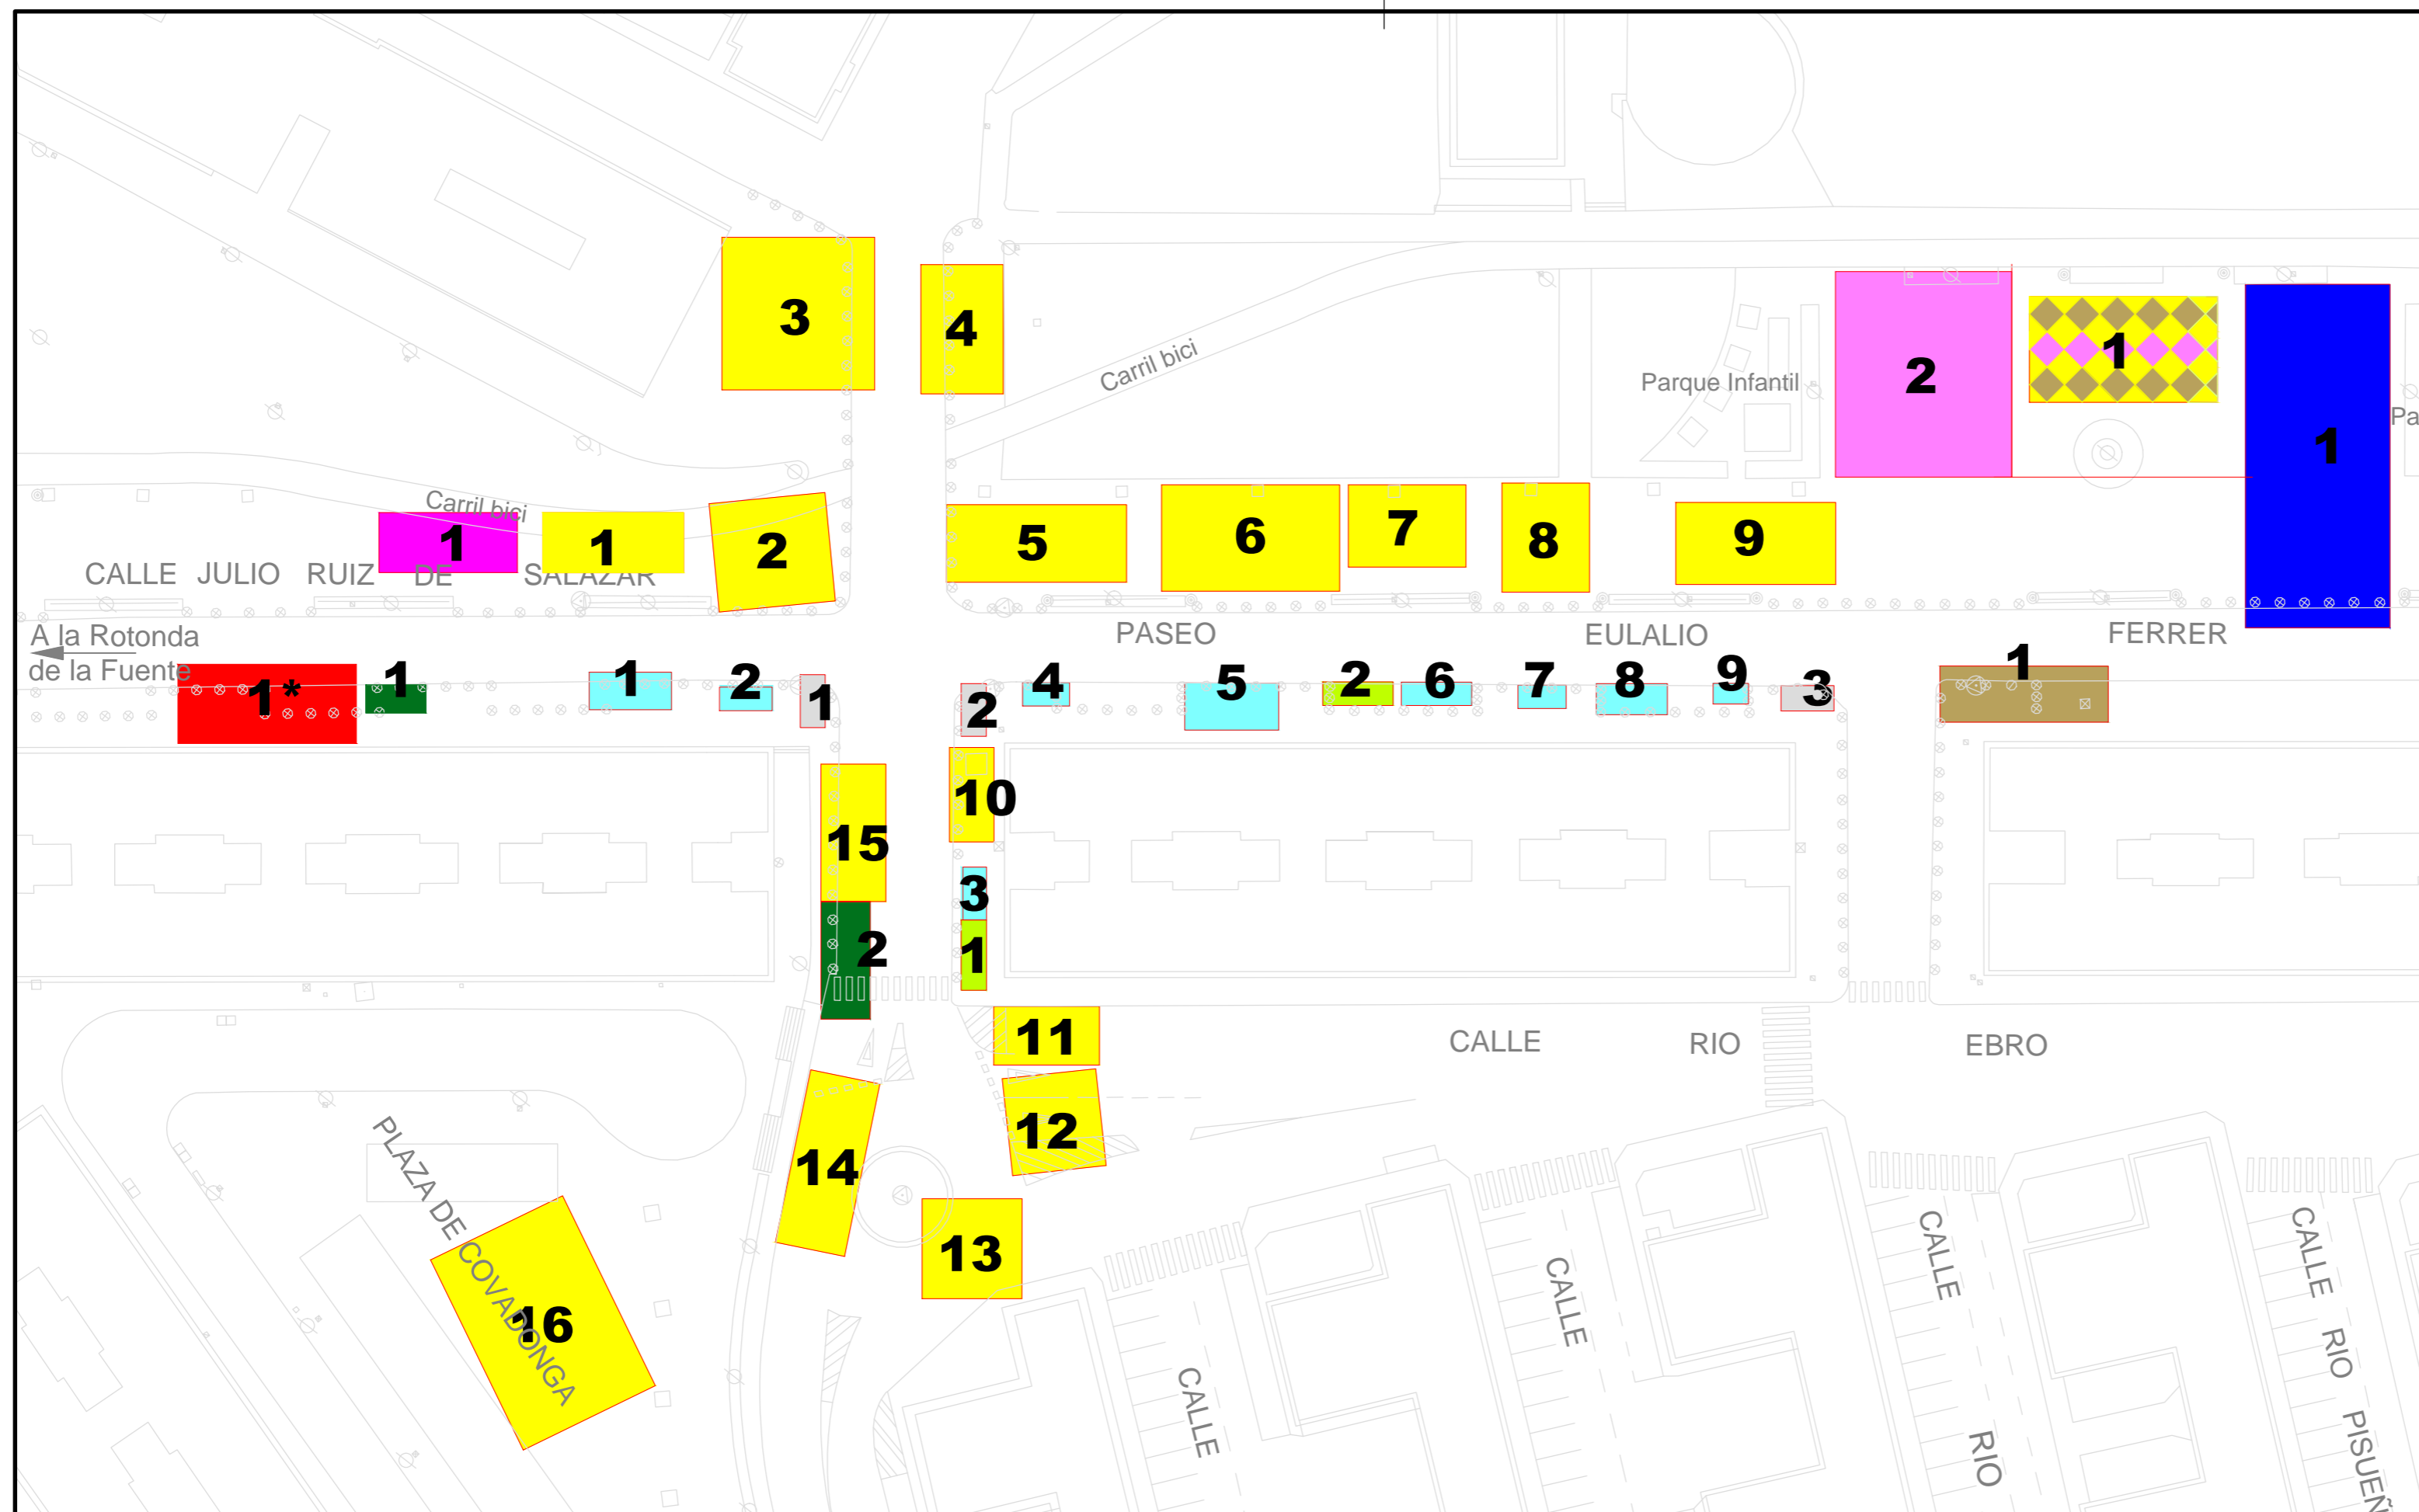 3
4
Carril bici
Parque Infantil
2
1
1
Pa
Carril bici
1
1
2
5
6
7
8
9
CALLE JULIO RUIZ DE SALAZAR
A la Rotonda
de la Fuente
PASEO EULALIO FERRER
1*
1
1
2
1
2
4
5
2
6
7
8
9
3
1
10
15
3
2
1
11
CALLE RIO EBRO
12
14
13
PLAZA DE COVADONGA
16
CALLE
CALLE
CALLE RIO
CALLE RIO PISUEN